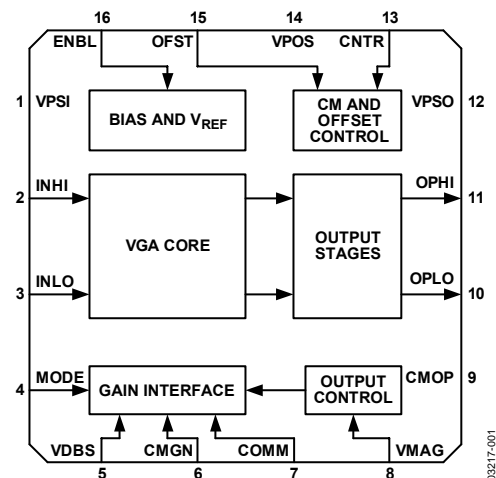 16 15 14 13
ENBL OFST VPOS CNTR
1 VPSI
BIAS AND VREF
CM AND
OFFSET
CONTROL
VPSO 12
2 INHI
OPHI 11
VGA CORE
OUTPUT
STAGES
3 INLO
OPLO 10
4 MODE
GAIN INTERFACE
OUTPUT
CONTROL
CMOP 9
VDBS CMGN COMM VMAG
5 6 7 8
03217-001